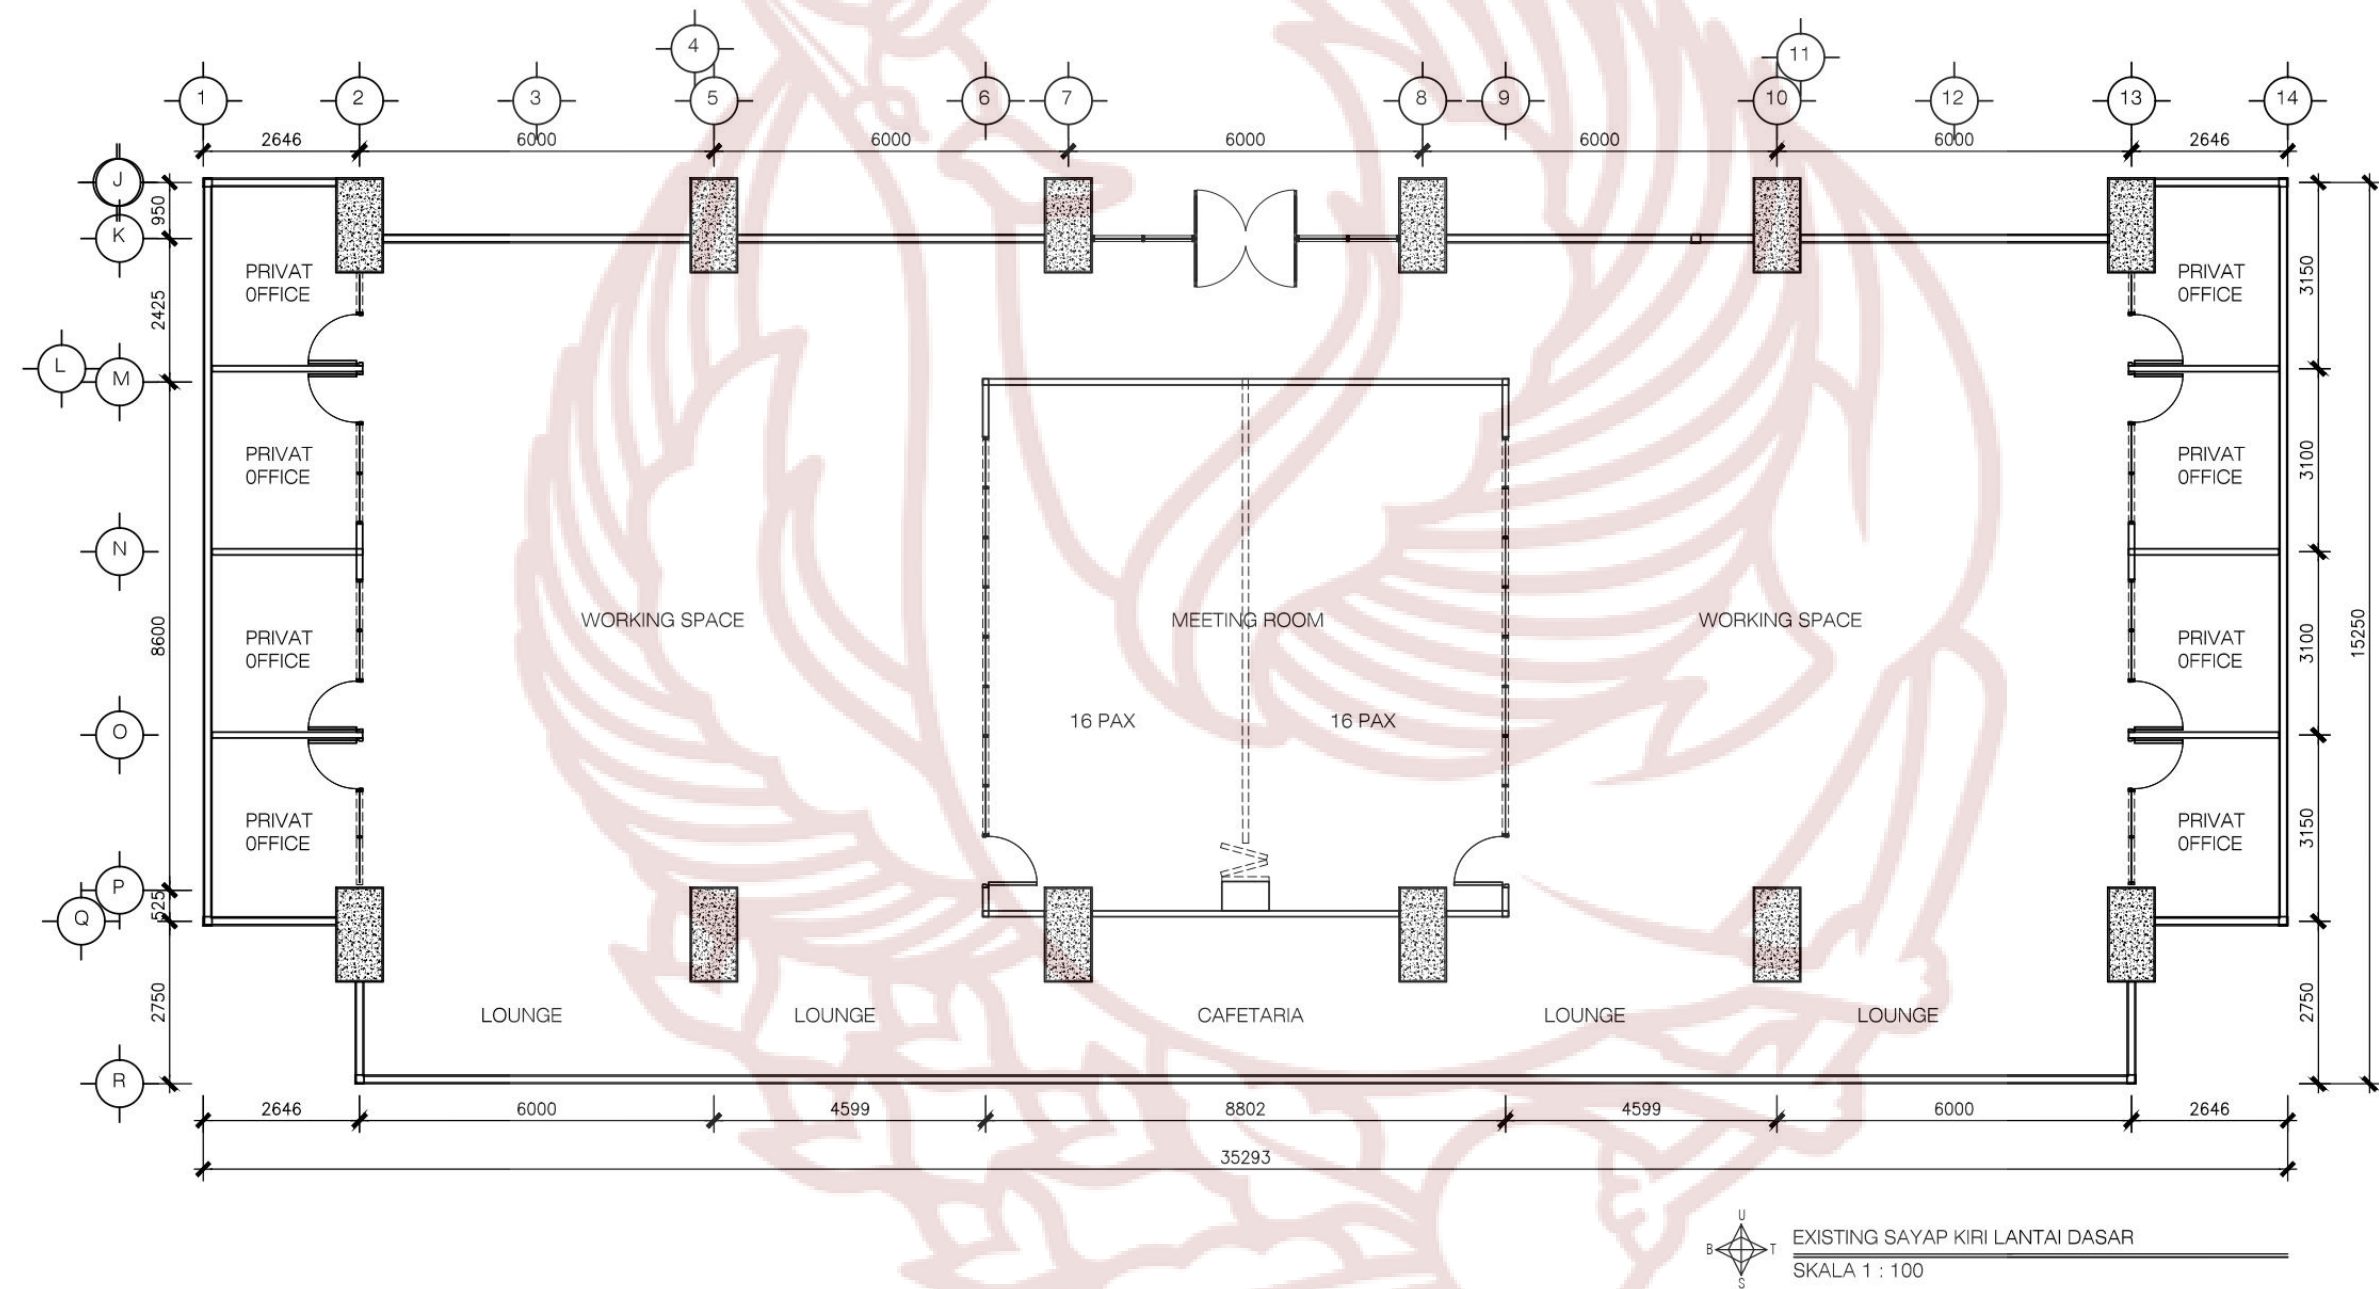 4
11
1
2
3
5
6
7
8
9
10
12
13
14
2646
6000
6000
6000
6000
6000
2646
J
950
K
PRIVAT
OFFICE
PRIVAT
OFFICE
2425
3150
L
M
PRIVAT
OFFICE
PRIVAT
OFFICE
3100
N
8600
WORKING SPACE
MEETING ROOM
WORKING SPACE
15250
PRIVAT
OFFICE
PRIVAT
OFFICE
3100
O
16 PAX
16 PAX
PRIVAT
OFFICE
PRIVAT
OFFICE
3150
P
525
Q
2750
LOUNGE
LOUNGE
CAFETARIA
LOUNGE
LOUNGE
2750
R
2646
6000
4599
8802
4599
6000
2646
35293
U
B
T
S
EXISTING SAYAP KIRI LANTAI DASAR
SKALA 1 : 100